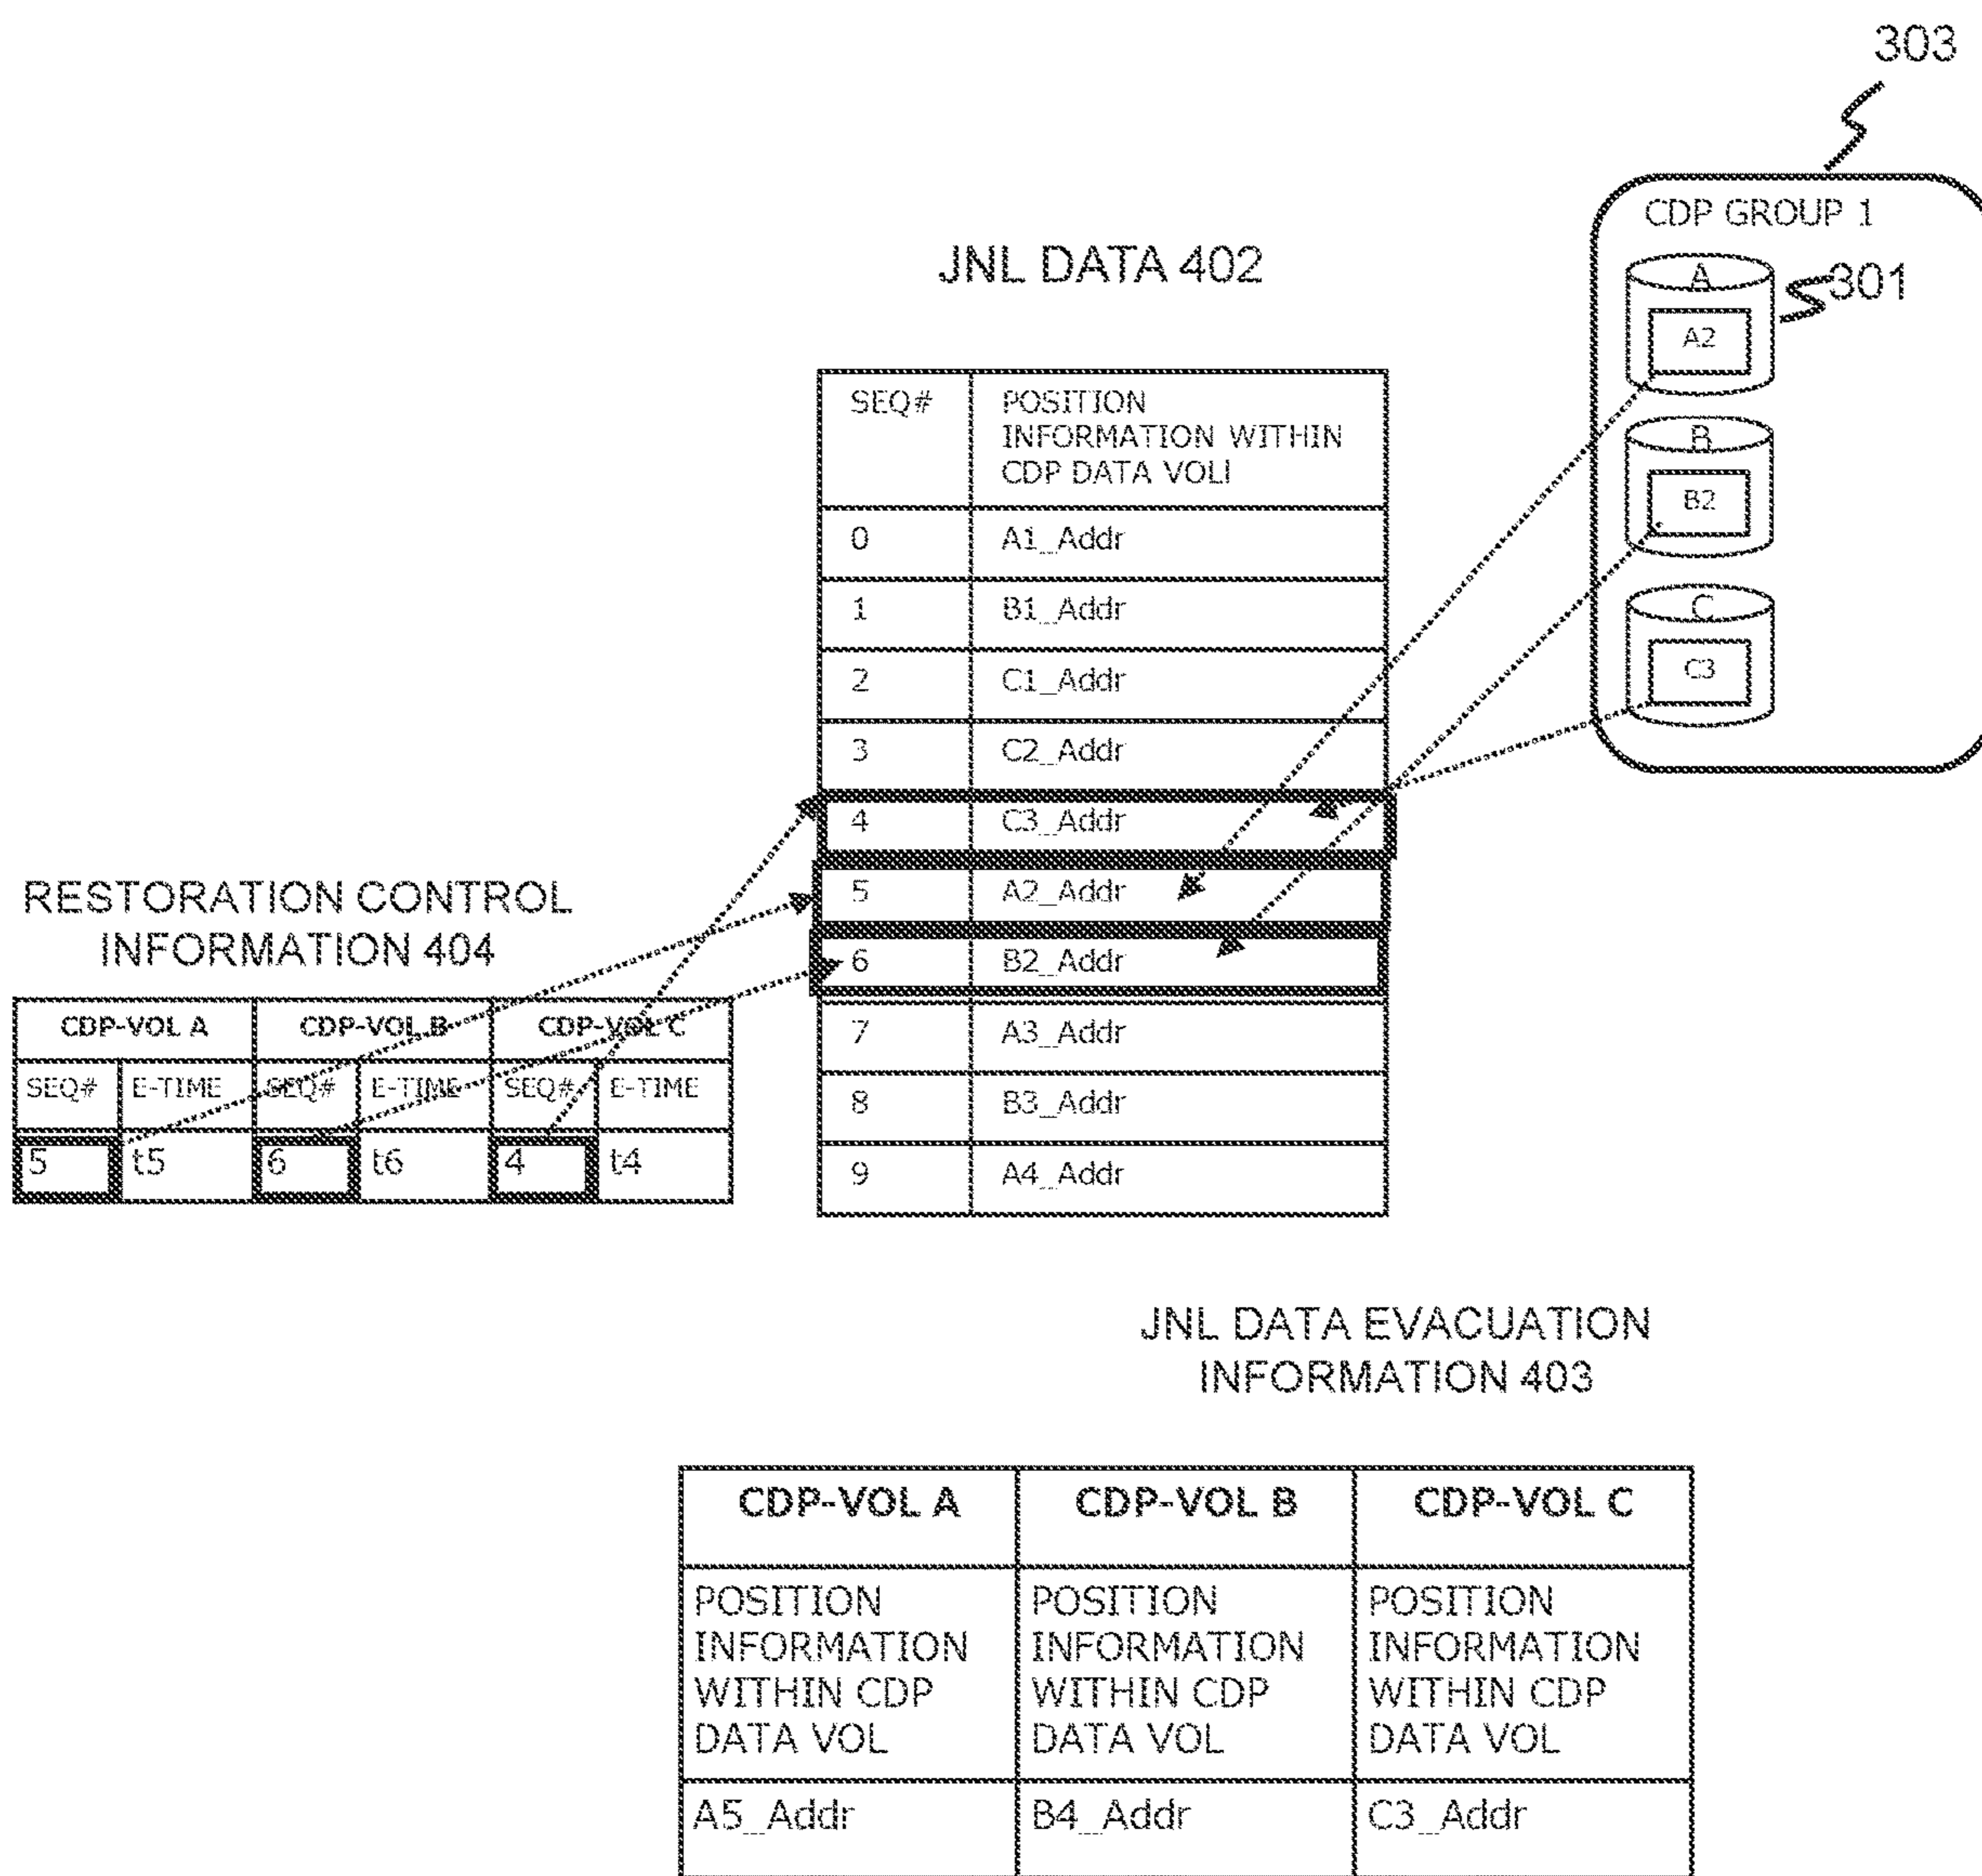 303
CDP GROUP 1
A
301
A2
B
B2
C
C3
JNL DATA 402
SEQ# POSITION INFORMATION WITHIN CDP DATA VOLl
0 A1_Addr
1 B1_Addr
2 C1_Addr
3 C2_Addr
4 C3_Addr
5 A2_Addr
6 B2_Addr
7 A3_Addr
8 B3_Addr
9 A4_Addr
RESTORATION CONTROL
INFORMATION 404
CDP-VOL A CDP-VOL B CDP-VOL C
SEQ# E-TIME SEQ# E-TIME SEQ# E-TIME
5 t5 6 t6 4 t4
JNL DATA EVACUATION
INFORMATION 403
CDP-VOL A CDP-VOL B CDP-VOL C
POSITION POSITION POSITION
INFORMATION INFORMATION INFORMATION
WITHIN CDP WITHIN CDP WITHIN CDP
DATA VOL DATA VOL DATA VOL
A5_Addr B4_Addr C3_Addr